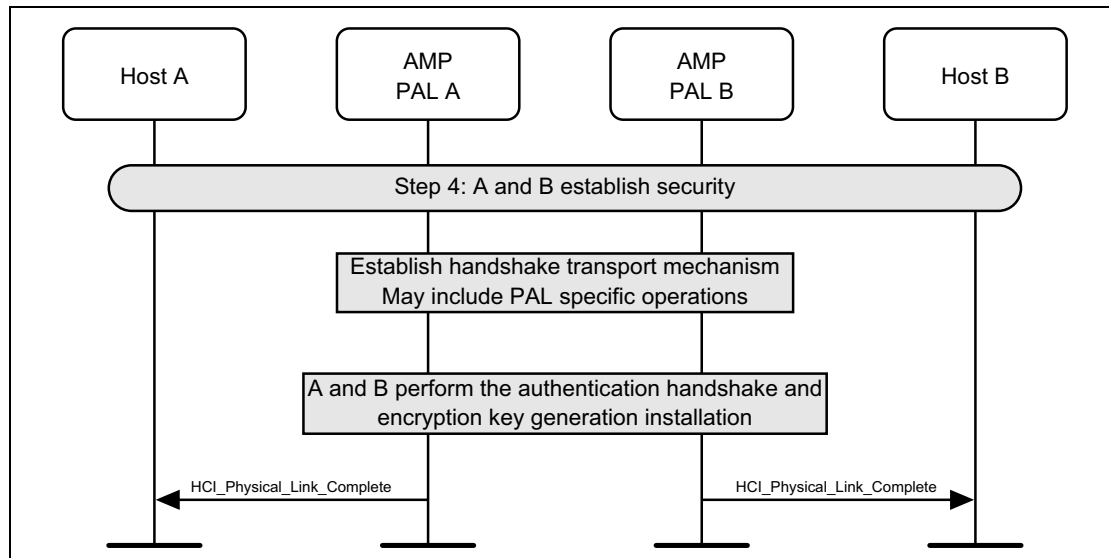 Host A
AMP
PAL A
AMP
PAL B
Host B
Step 4: A and B establish security
Establish handshake transport mechanism
May include PAL specific operations
A and B perform the authentication handshake and
encryption key generation installation
HCI_Physical_Link_Complete
HCI_Physical_Link_Complete